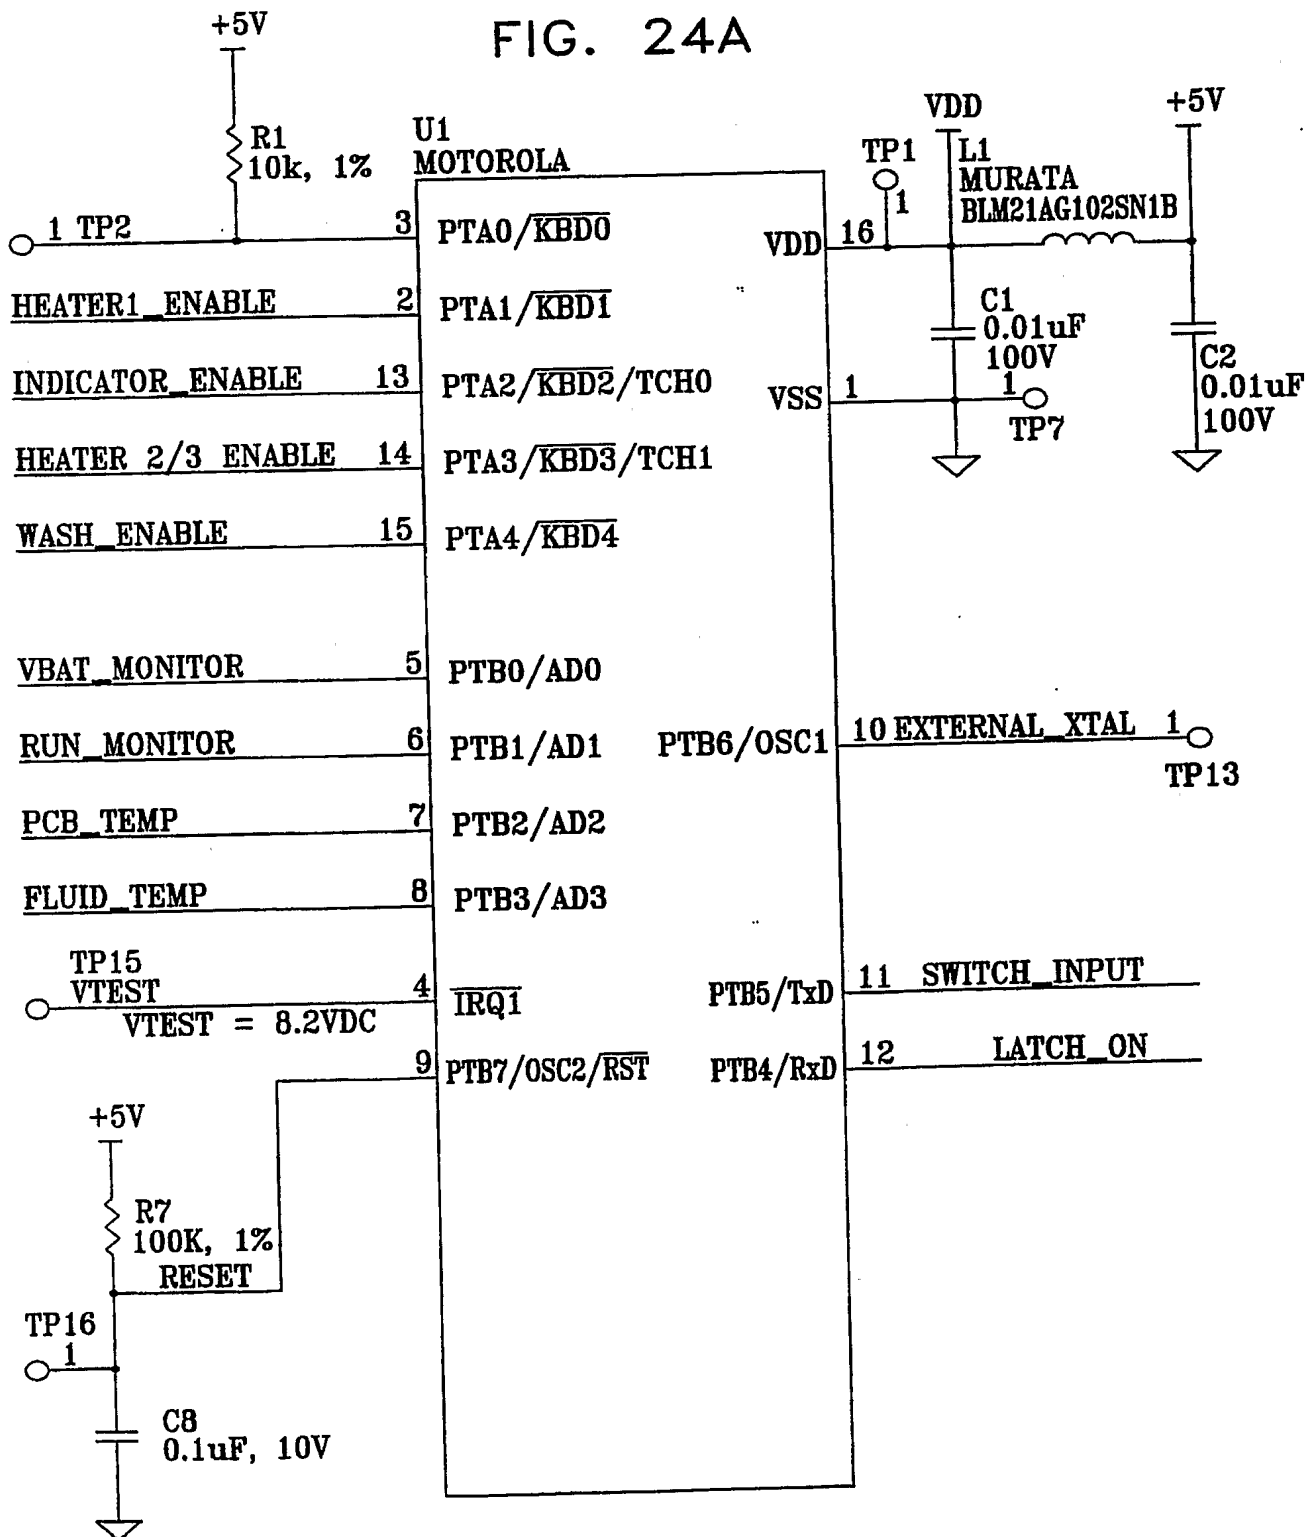 FIG. 24A
+5V
R1
10k, 1%
1 TP2
HEATER1_ENABLE
INDICATOR_ENABLE
HEATER 2/3 ENABLE
WASH_ENABLE
VBAT_MONITOR
RUN_MONITOR
PCB_TEMP
FLUID_TEMP
TP15
VTEST
VTEST = 8.2VDC
U1
MOTOROLA
3 PTA0/KBD0
2 PTA1/KBD1
13 PTA2/KBD2/TCH0
14 PTA3/KBD3/TCH1
15 PTA4/KBD4
5 PTB0/AD0
6 PTB1/AD1
7 PTB2/AD2
8 PTB3/AD3
4 IRQ1
9 PTB7/OSC2/RST
VDD 16
VSS 1
PTB6/OSC1 10 EXTERNAL_XTAL 1
TP13
PTB5/TxD 11 SWITCH_INPUT
PTB4/RxD 12 LATCH_ON
TP1
1
VDD
L1
MURATA
BLM21AG102SN1B
+5V
C1
0.01uF
100V
1
TP7
C2
0.01uF
100V
+5V
R7
100K, 1%
RESET
TP16
1
C8
0.1uF, 10V